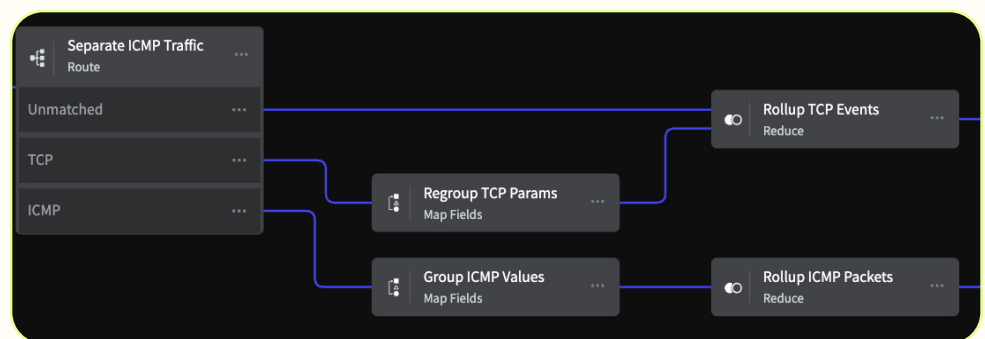 Separate ICMP Traffic
Route
Unmatched
TCP
ICMP
Regroup TCP Params
Map Fields
Group ICMP Values
Map Fields
Rollup TCP Events
Reduce
Rollup ICMP Packets
Reduce